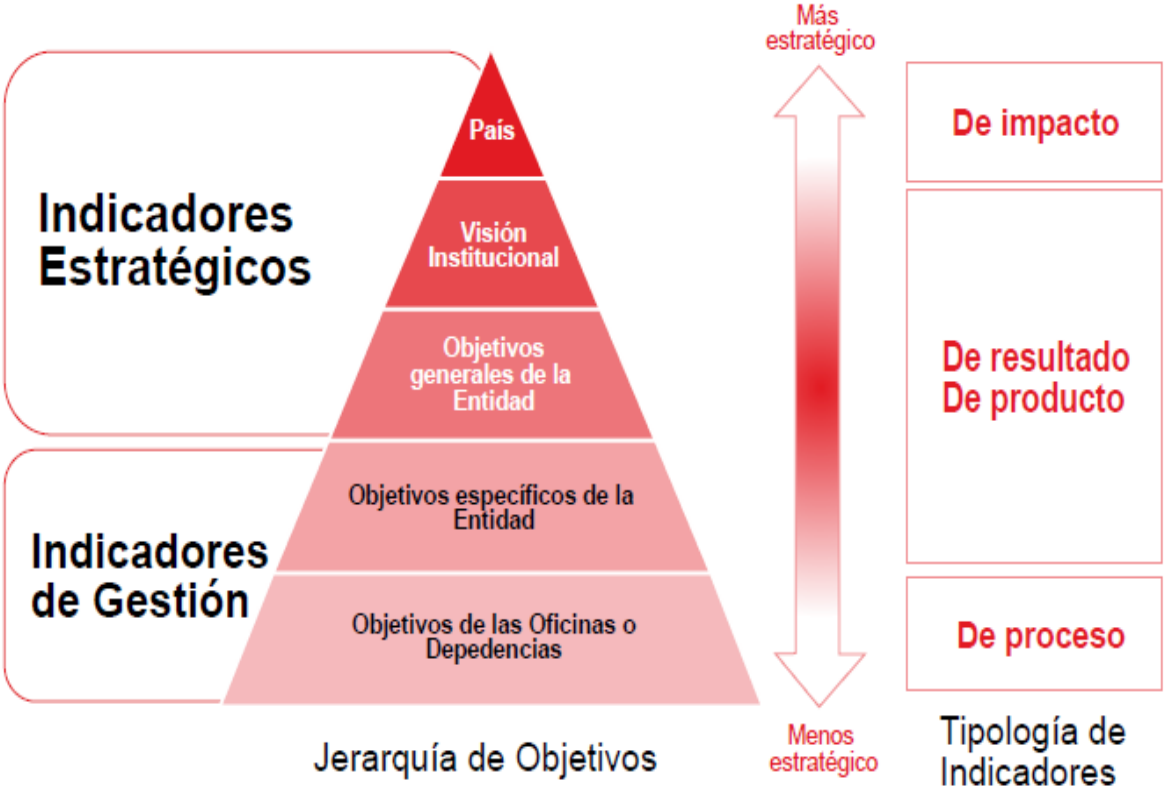 Indicadores
Estratégicos
Indicadores
de Gestión
País
Visión
Institucional
Objetivos
generales de la
Entidad
Objetivos específicos de la
Entidad
Objetivos de las Oficinas o
Depedencias
Jerarquía de Objetivos
Más
estratégico
Menos
estratégico
De impacto
De resultado
De producto
De proceso
Tipología de
Indicadores